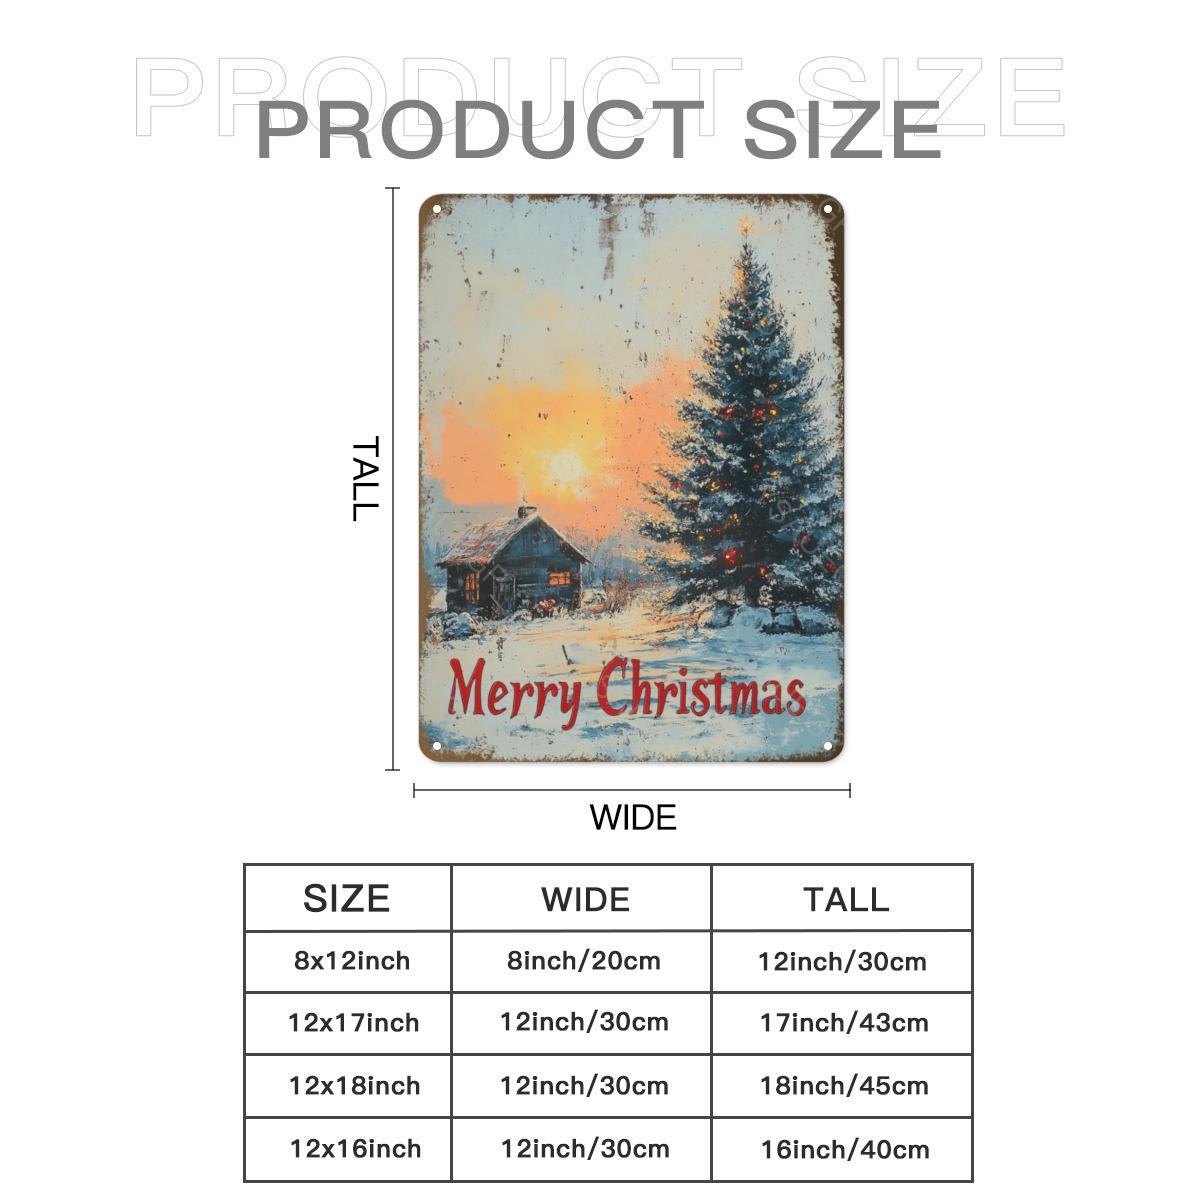 PRODUCT SIZE
PRODUCT SIZE
TALL
Merry Christmas
WIDE
SIZE WIDE TALL
8x12inch 8inch/20cm 12inch/30cm
12x17inch 12inch/30cm 17inch/43cm
12x18inch 12inch/30cm 18inch/45cm
12x16inch 12inch/30cm 16inch/40cm